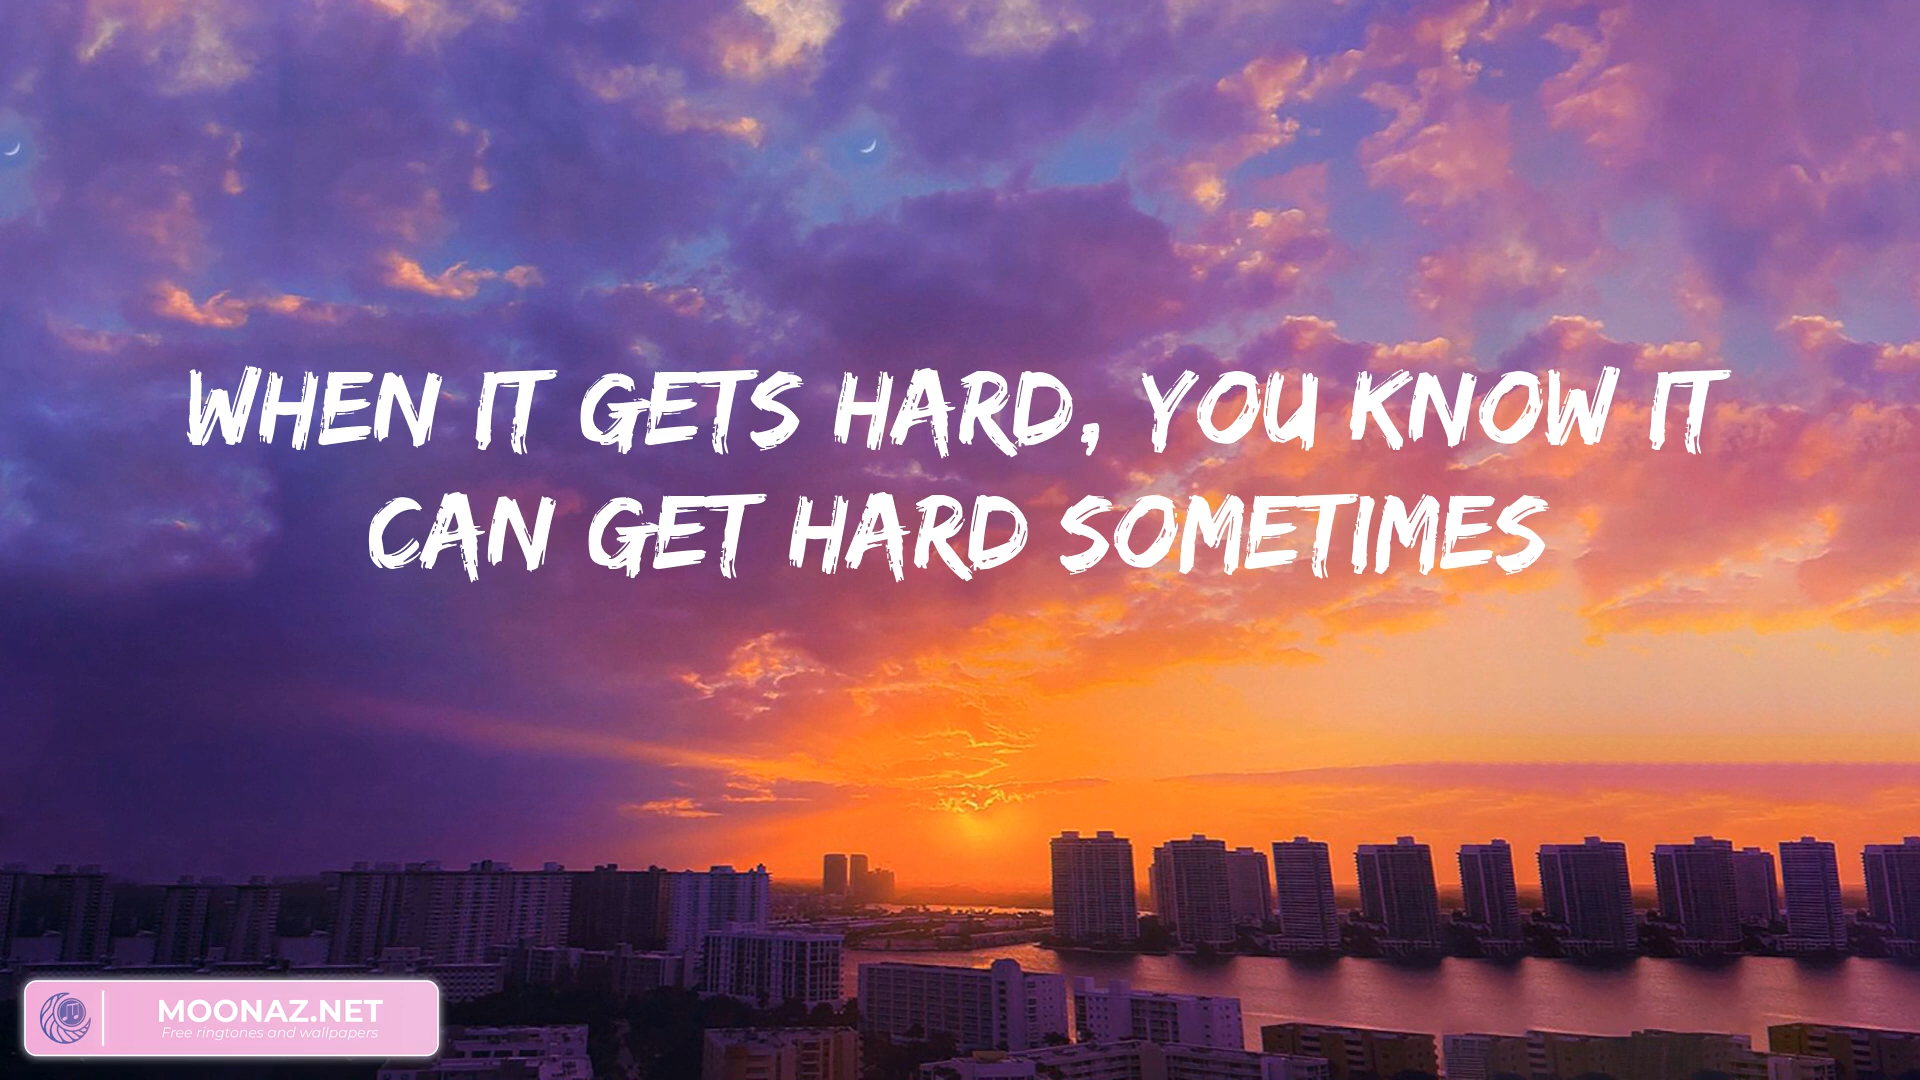 WHEN IT GETS HARD, YOU KNOW IT
CAN GET HARD SOMETIMES
MOONAZ.NET
Free ringtones and wallpapers